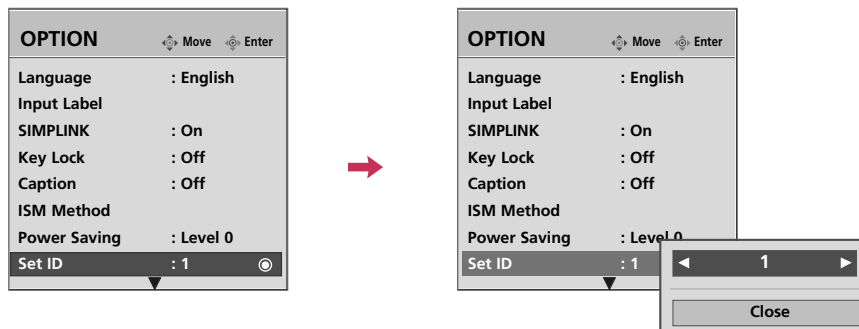 OPTION Move Enter
Language : English
Input Label
SIMPLINK : On
Key Lock : Off
Caption : Off
ISM Method
Power Saving : Level 0
Set ID : 1
OPTION Move Enter
Language : English
Input Label
SIMPLINK : On
Key Lock : Off
Caption : Off
ISM Method
Power Saving : Level 0
Set ID : 1
◄ 1 ►
Close